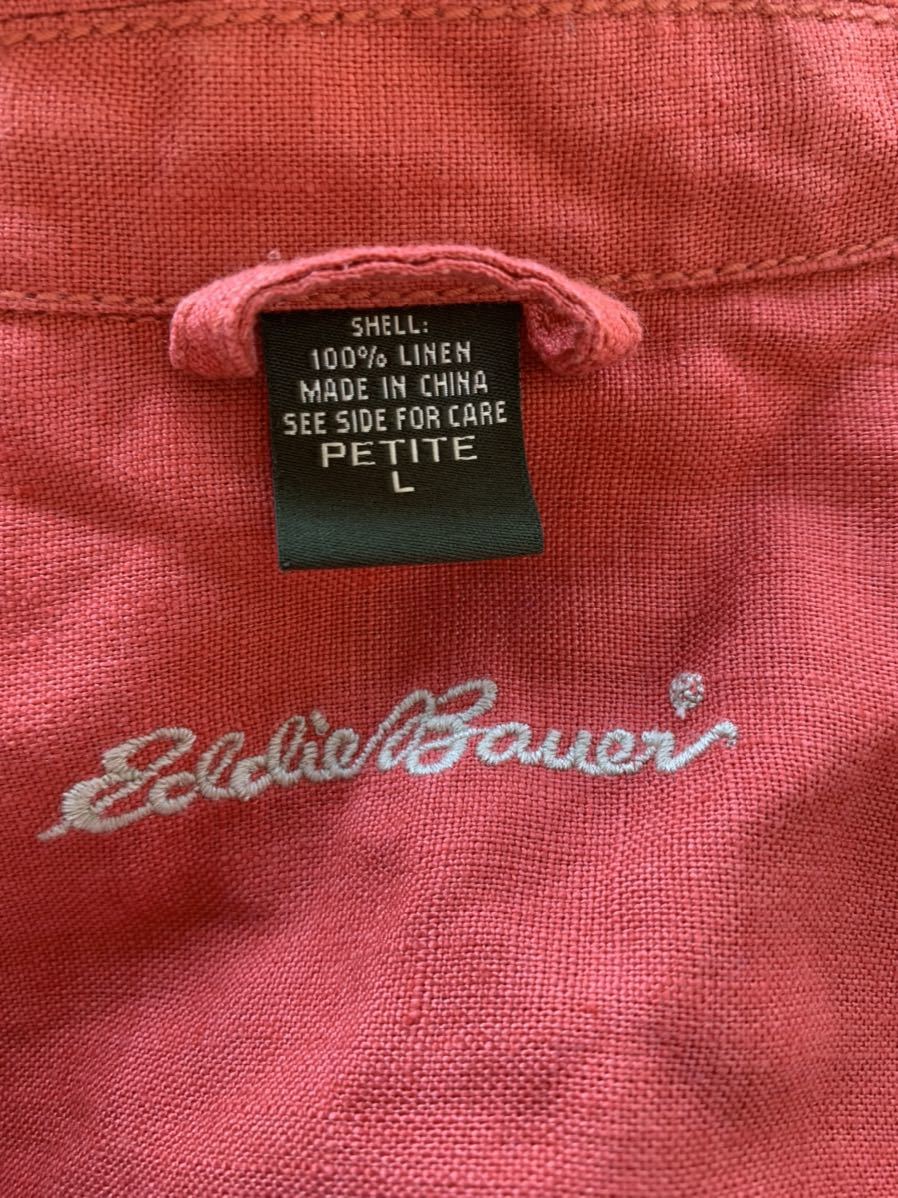 SHELL:
100% LINEN
MADE IN CHINA
SEE SIDE FOR CARE
PETITE
L
Eddie Bauer®